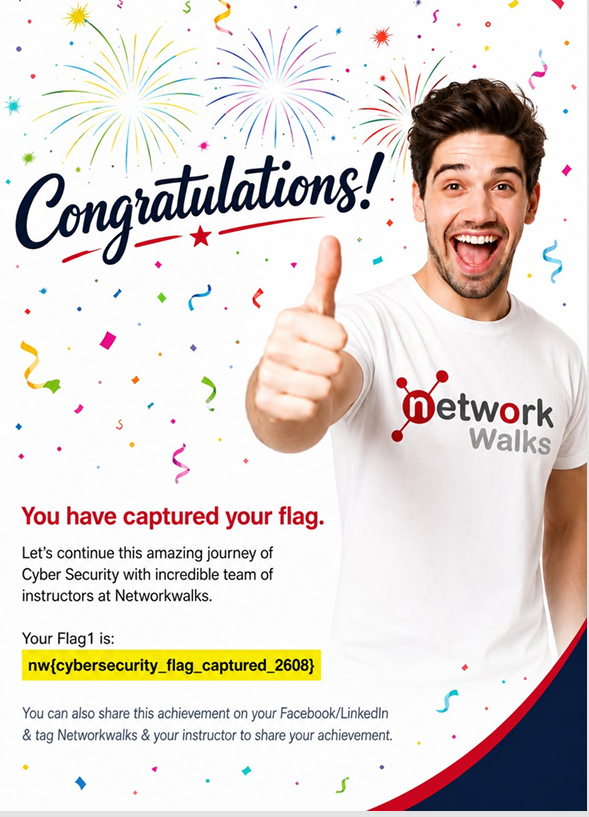 Congratulations!
network
Walks
You have captured your flag.
Let's continue this amazing journey of
Cyber Security with incredible team of
instructors at Networkwalks.
Your Flag1 is:
nw{cybersecurity_flag_captured_2608}
You can also share this achievement on your Facebook/LinkedIn
& tag Networkwalks & your instructor to share your achievement.